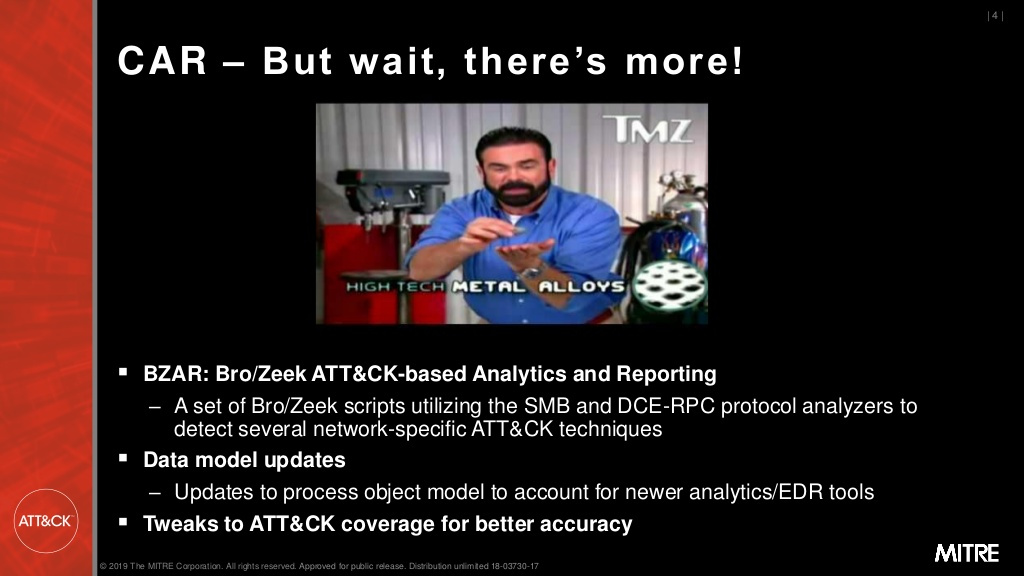 | 4 |
CAR – But wait, there's more!
TMZ
HIGH TECH METAL ALLOYS
▪ BZAR: Bro/Zeek ATT&CK-based Analytics and Reporting
– A set of Bro/Zeek scripts utilizing the SMB and DCE-RPC protocol analyzers to
detect several network-specific ATT&CK techniques
▪ Data model updates
– Updates to process object model to account for newer analytics/EDR tools
▪ Tweaks to ATT&CK coverage for better accuracy
ATT&CK™
MITRE
© 2019 The MITRE Corporation. All rights reserved. Approved for public release. Distribution unlimited 18-03730-17